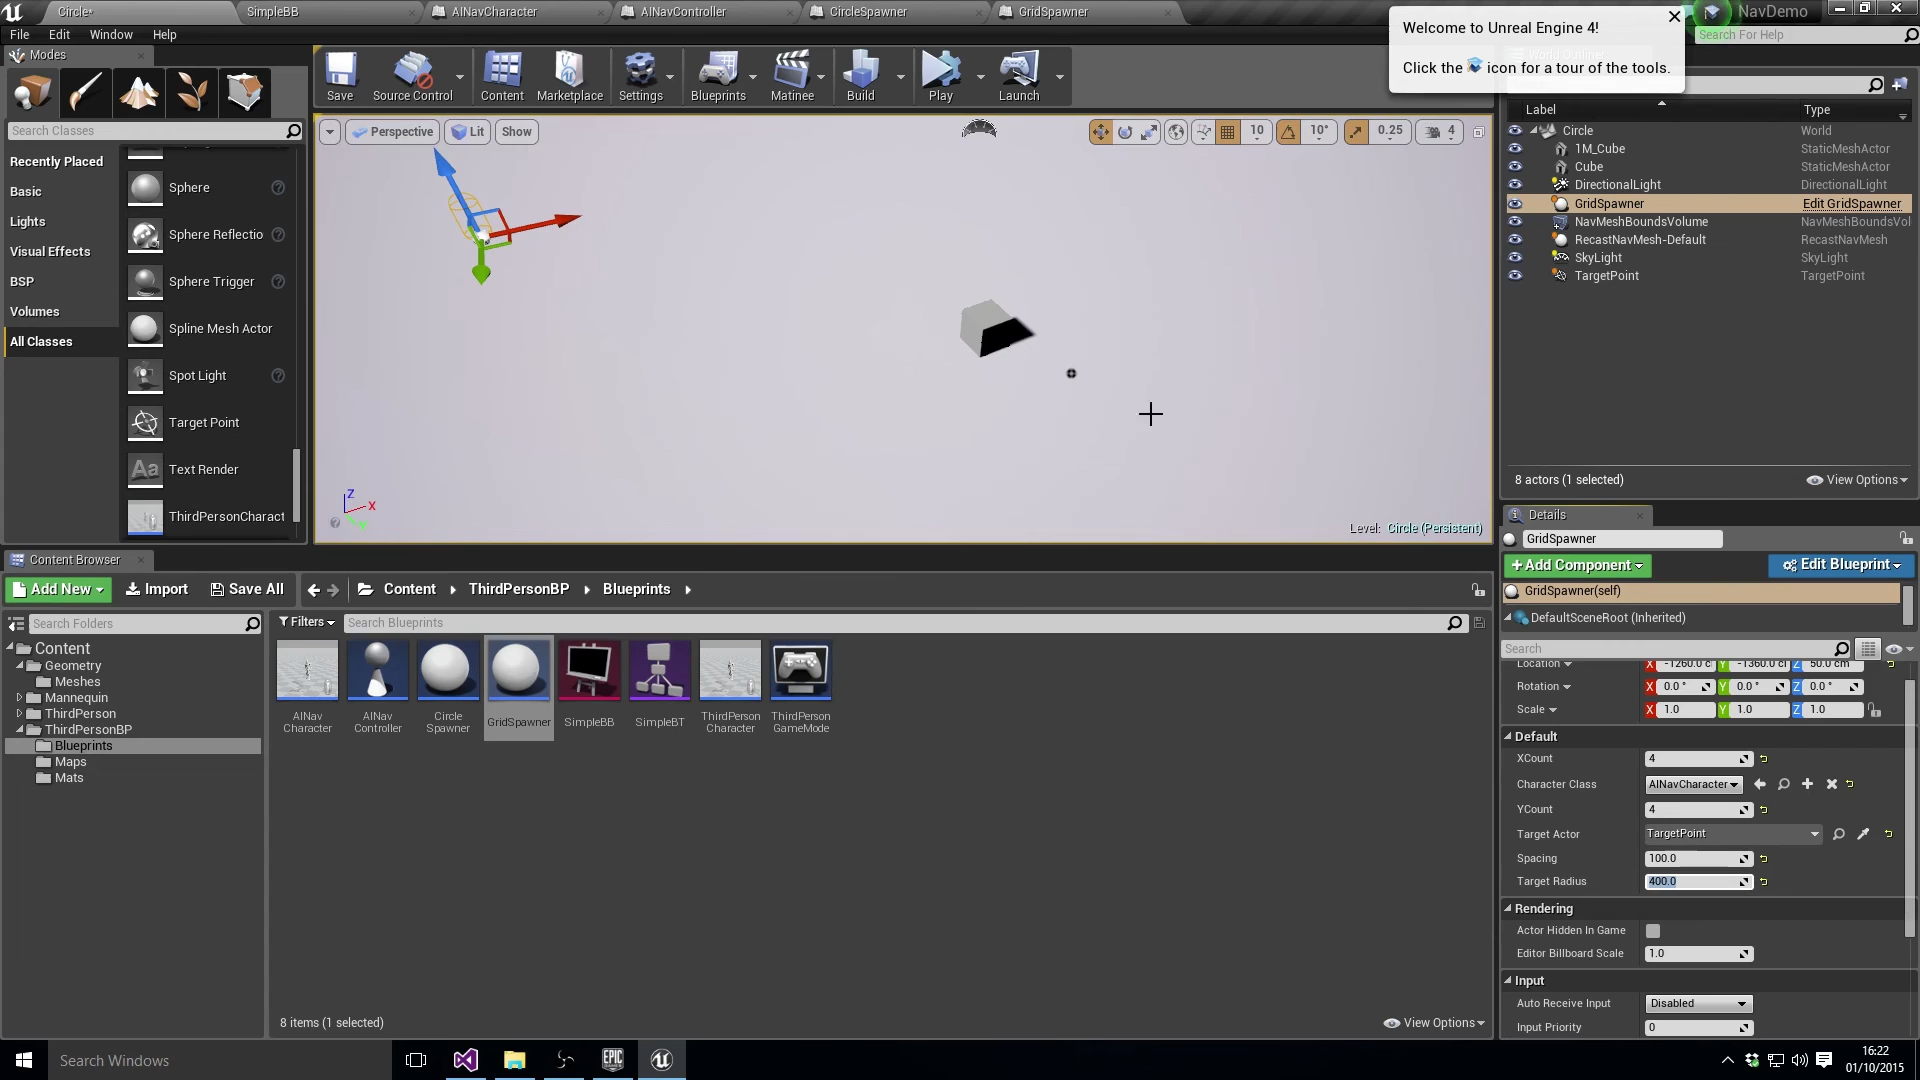 Circle*
SimpleBB
AINavCharacter
AINavController
CircleSpawner
GridSpawner
NavDemo
File
Edit
Window
Help
Welcome to Unreal Engine 4!
Click the icon for a tour of the tools.
Search For Help
Modes
Save
Source Control
Content
Marketplace
Settings
Blueprints
Matinee
Build
Play
Launch
Search Classes
Recently Placed
Basic
Lights
Visual Effects
BSP
Volumes
All Classes
Sphere
Sphere Reflectio
Sphere Trigger
Spline Mesh Actor
Spot Light
Target Point
Aa
Text Render
ThirdPersonCharact
Perspective
Lit
Show
10
10°
0.25
4
Z
X
Y
Level: Circle (Persistent)
Label
Type
Circle
World
1M_Cube
StaticMeshActor
Cube
StaticMeshActor
DirectionalLight
DirectionalLight
GridSpawner
Edit GridSpawner
NavMeshBoundsVolume
NavMeshBoundsVol
RecastNavMesh-Default
RecastNavMesh
SkyLight
SkyLight
TargetPoint
TargetPoint
8 actors (1 selected)
View Options
Details
GridSpawner
+Add Component
Edit Blueprint
GridSpawner(self)
DefaultSceneRoot (Inherited)
Search
Location
X -1260.0 c
Y -1360.0 c
Z 50.0 cm
Rotation
X 0.0 °
Y 0.0 °
Z 0.0 °
Scale
X 1.0
Y 1.0
Z 1.0
Default
XCount
4
Character Class
AINavCharacter
YCount
4
Target Actor
TargetPoint
Spacing
100.0
Target Radius
400.0
Rendering
Actor Hidden In Game
Editor Billboard Scale
1.0
Input
Auto Receive Input
Disabled
Input Priority
0
Content Browser
Add New
Import
Save All
Content
ThirdPersonBP
Blueprints
Search Folders
Filters
Search Blueprints
Content
Geometry
Meshes
Mannequin
ThirdPerson
ThirdPersonBP
Blueprints
Maps
Mats
AINav
Character
AINav
Controller
Circle
Spawner
GridSpawner
SimpleBB
SimpleBT
ThirdPerson
Character
ThirdPerson
GameMode
8 items (1 selected)
View Options
Search Windows
EPIC
GAMES
16:22
01/10/2015